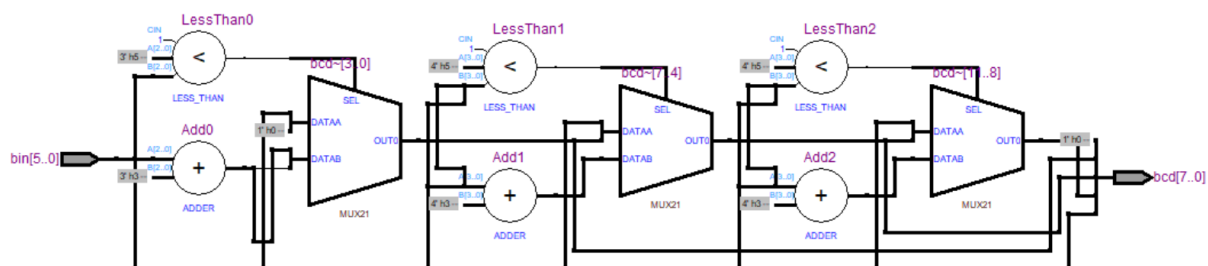 LessThan0
CIN
1
A[2..0]
3' h5 --
B[2..0]
<
LESS_THAN
bcd~[3..0]
SEL
DATAA
1' h0 --
DATAB
OUT0
MUX21
bin[5..0]
Add0
A[2..0]
B[2..0]
3' h3 --
+
ADDER
LessThan1
CIN
1
A[3..0]
4' h5 --
B[3..0]
<
LESS_THAN
SEL
DATAA
DATAB
OUT0
MUX21
Add1
A[3..0]
B[3..0]
4' h3 --
+
ADDER
LessThan2
CIN
1
A[3..0]
4' h5 --
B[3..0]
<
LESS_THAN
SEL
DATAA
DATAB
OUT0
MUX21
Add2
A[3..0]
B[3..0]
4' h3 --
+
ADDER
1' h0 --
bcd[7..0]